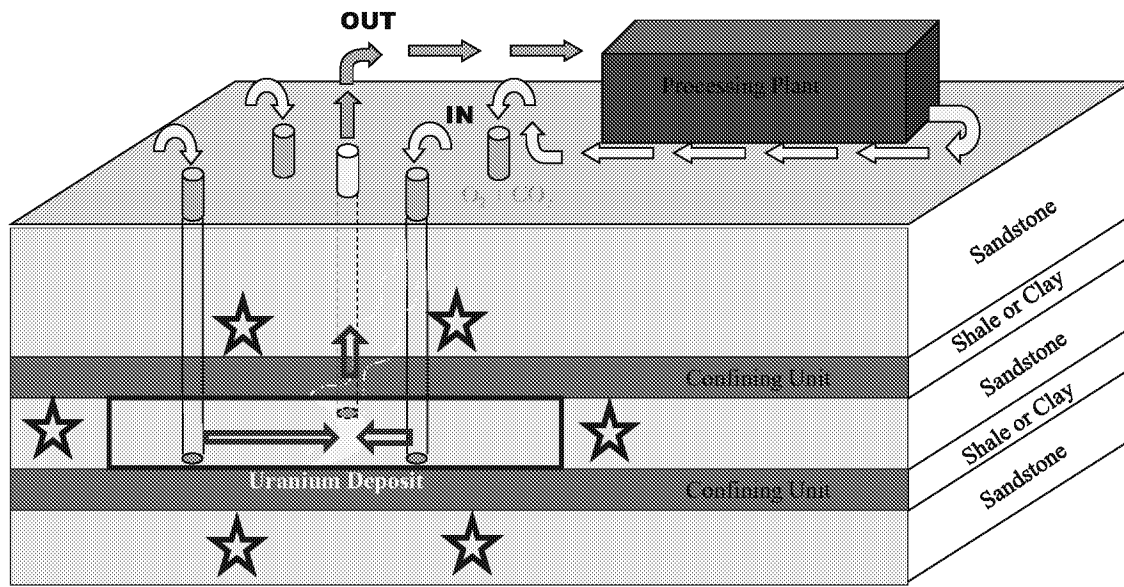 OUT
Processing Plant
IN
O₂ + CO₂
Sandstone
Shale or Clay
Confining Unit
Sandstone
Shale or Clay
Uranium Deposit
Confining Unit
Sandstone